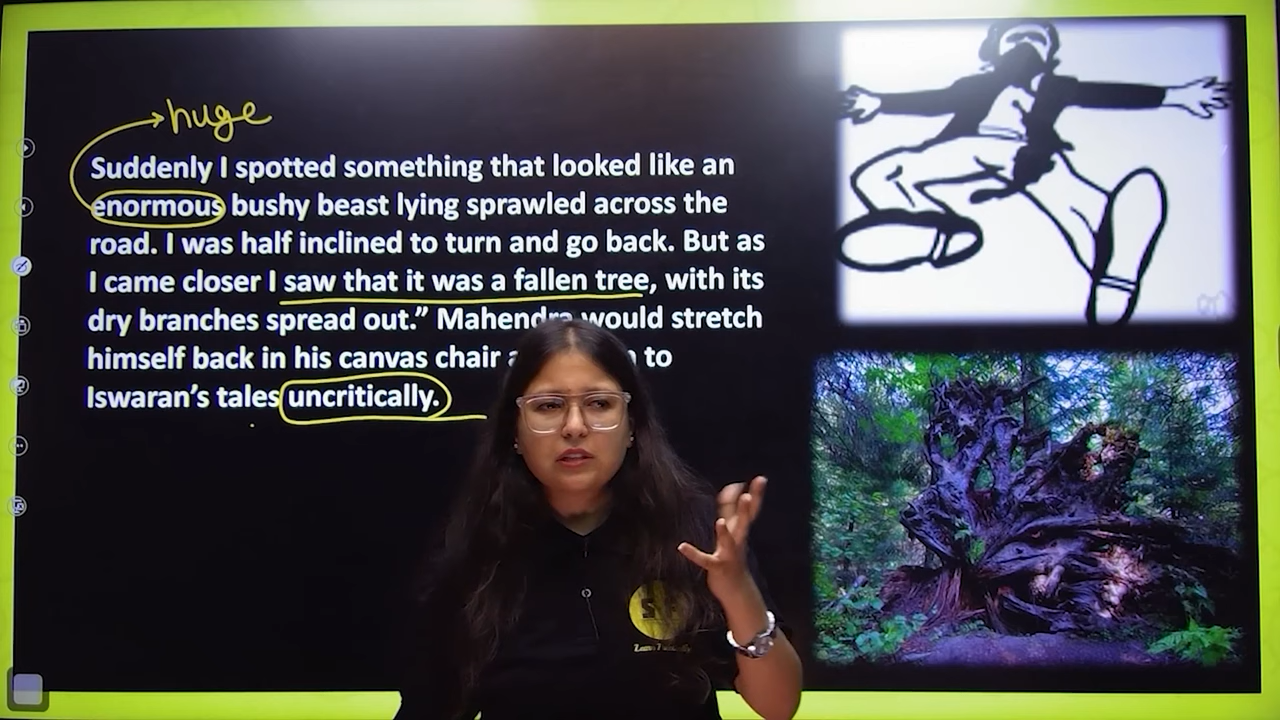 huge
Suddenly I spotted something that looked like an
enormous bushy beast lying sprawled across the
road. I was half inclined to turn and go back. But as
I came closer I saw that it was a fallen tree, with its
dry branches spread out.” Mahendra would stretch
himself back in his canvas chair to
Iswaran’s tales uncritically.